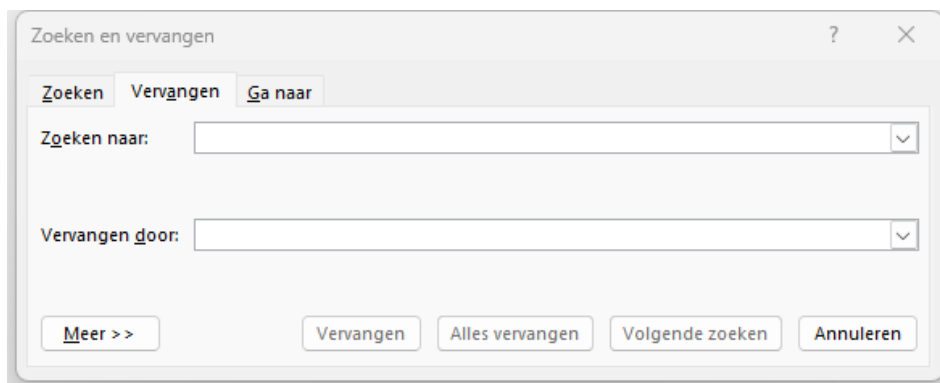 Zoeken en vervangen ?
Zoeken Vervangen Ga naar
Zoeken naar:
Vervangen door:
Meer >> Vervangen Alles vervangen Volgende zoeken Annuleren